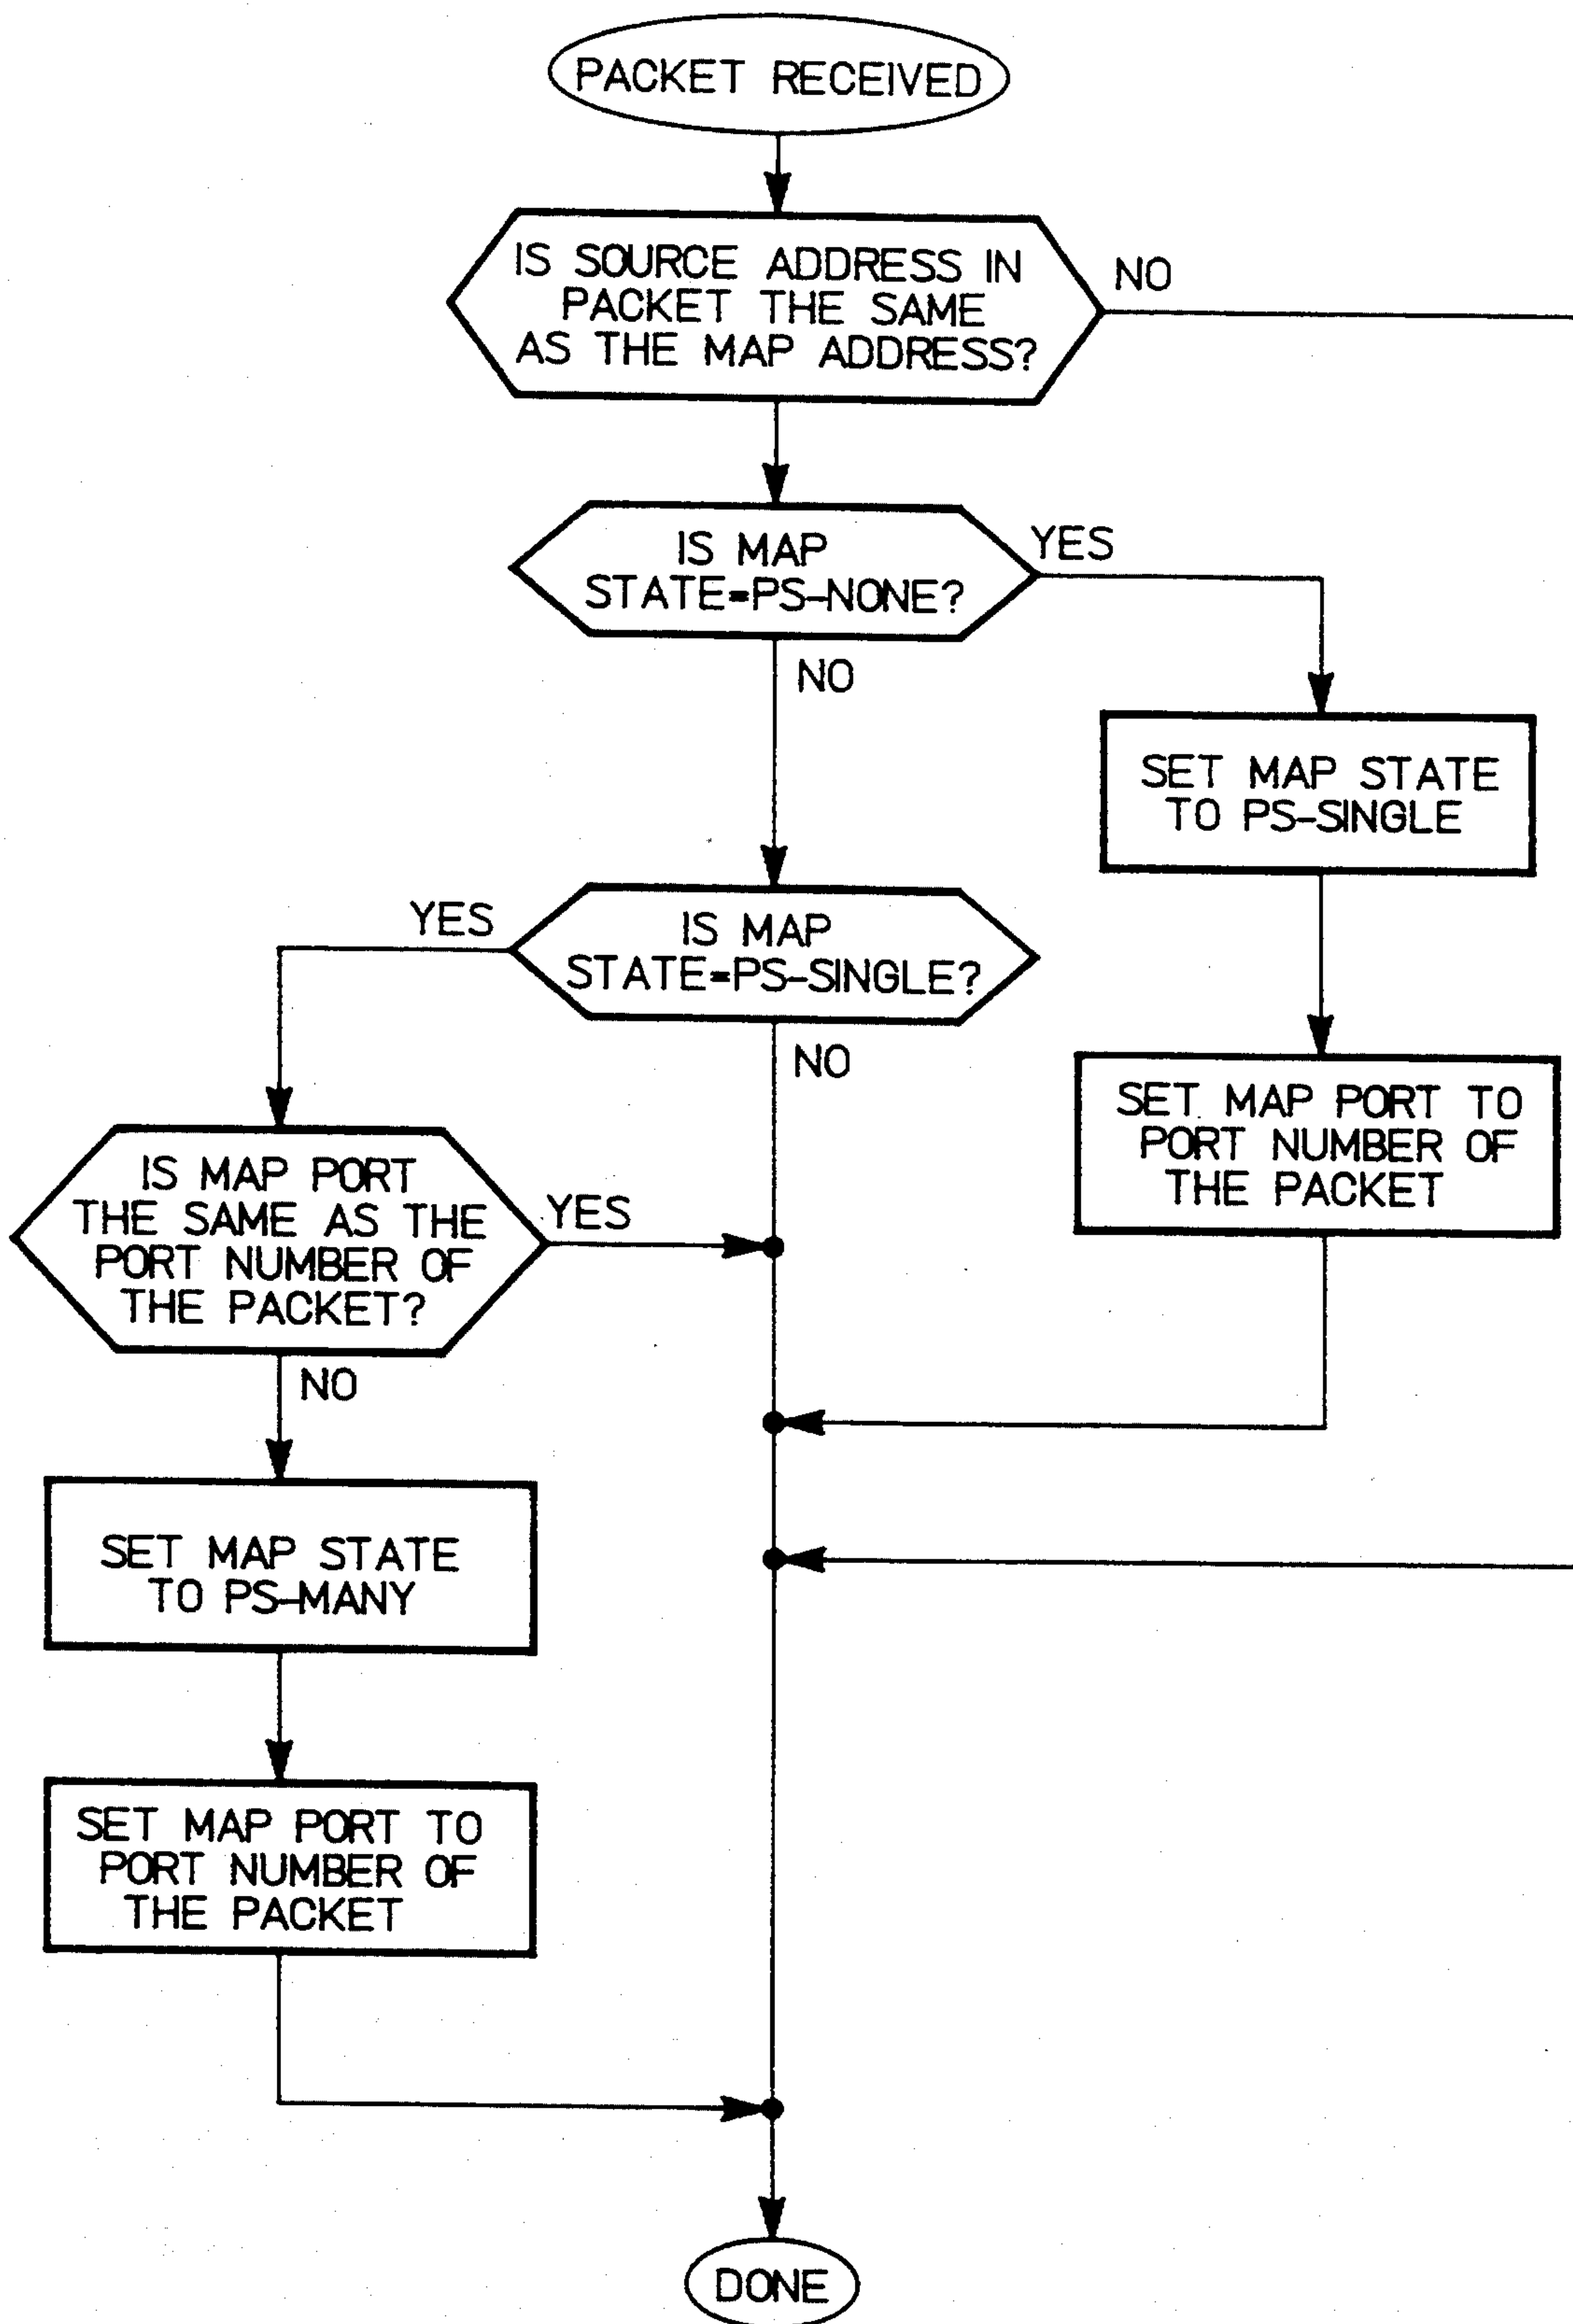 PACKET RECEIVED
IS SOURCE ADDRESS IN
PACKET THE SAME
AS THE MAP ADDRESS?
NO
IS MAP
STATE=PS-NONE?
YES
NO
SET MAP STATE
TO PS-SINGLE
YES
IS MAP
STATE=PS-SINGLE?
NO
SET MAP PORT TO
PORT NUMBER OF
THE PACKET
IS MAP PORT
THE SAME AS THE
PORT NUMBER OF
THE PACKET?
YES
NO
SET MAP STATE
TO PS-MANY
SET MAP PORT TO
PORT NUMBER OF
THE PACKET
DONE